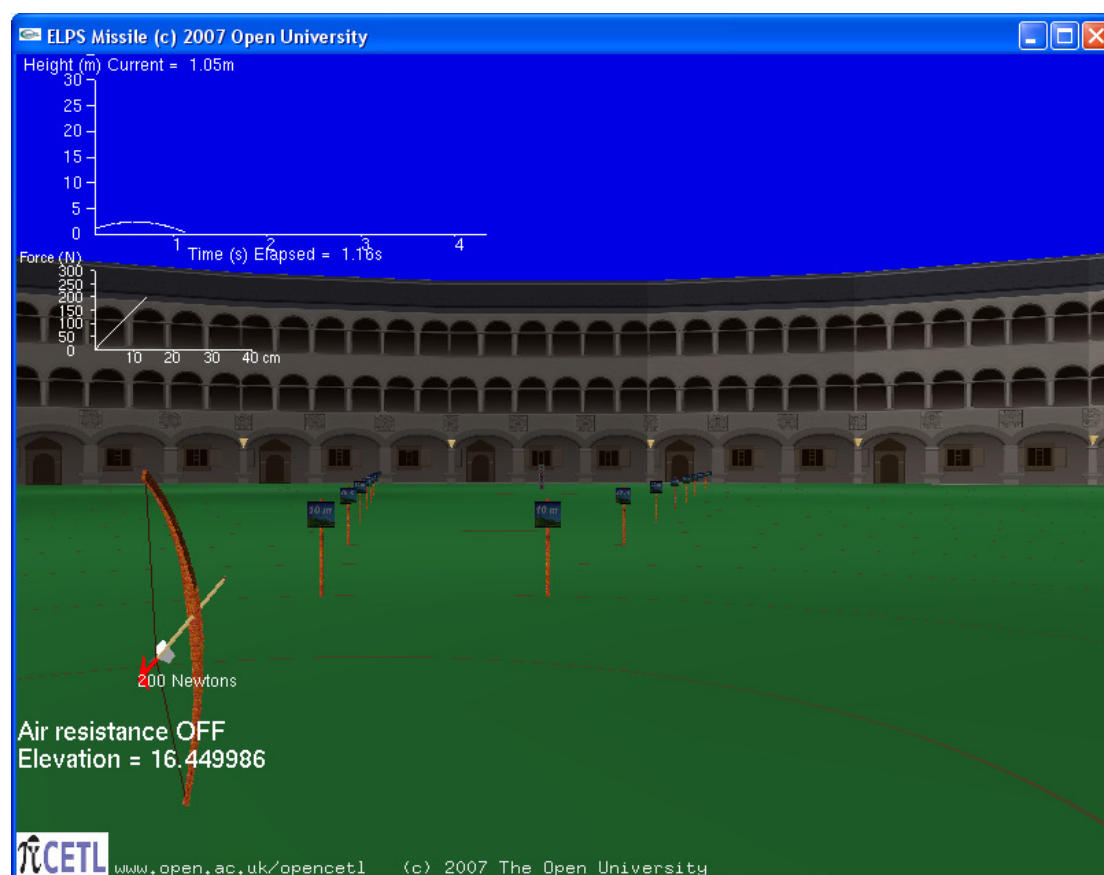 ELPS Missile (c) 2007 Open University
Height (m) Current = 1.05m
30
25
20
15
10
5
0
1 2 3 4
Time (s) Elapsed = 1.16s
Force (N)
300
250
200
150
100
50
0
10 20 30 40 cm
10 m
10 m
200 Newtons
Air resistance OFF
Elevation = 16.449986
π CETL www.open.ac.uk/opencetl (c) 2007 The Open University